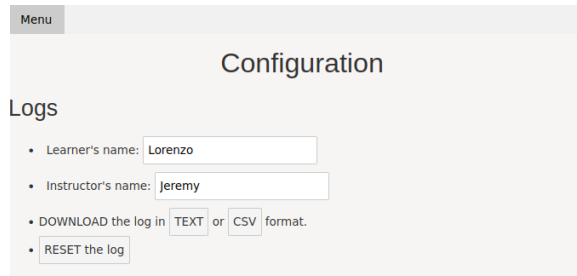 Menu
Configuration
Logs
• Learner's name: Lorenzo
• Instructor's name: Jeremy
• DOWNLOAD the log in TEXT or CSV format.
• RESET the log